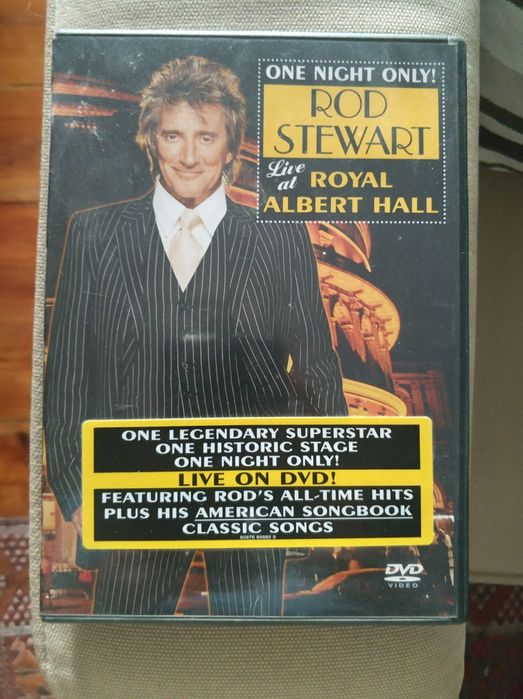 ONE NIGHT ONLY!
ROD
STEWART
Live at ROYAL
ALBERT HALL
ONE LEGENDARY SUPERSTAR
ONE HISTORIC STAGE
ONE NIGHT ONLY!
LIVE ON DVD!
FEATURING ROD'S ALL-TIME HITS
PLUS HIS AMERICAN SONGBOOK
CLASSIC SONGS
DVD
VIDEO